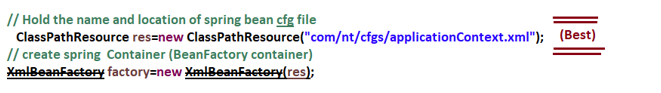 // Hold the name and location of spring bean cfg file
ClassPathResource res=new ClassPathResource("com/nt/cfgs/applicationContext.xml");
(Best)
// create spring  Container (BeanFactory container)
XmlBeanFactory factory=new XmlBeanFactory(res);